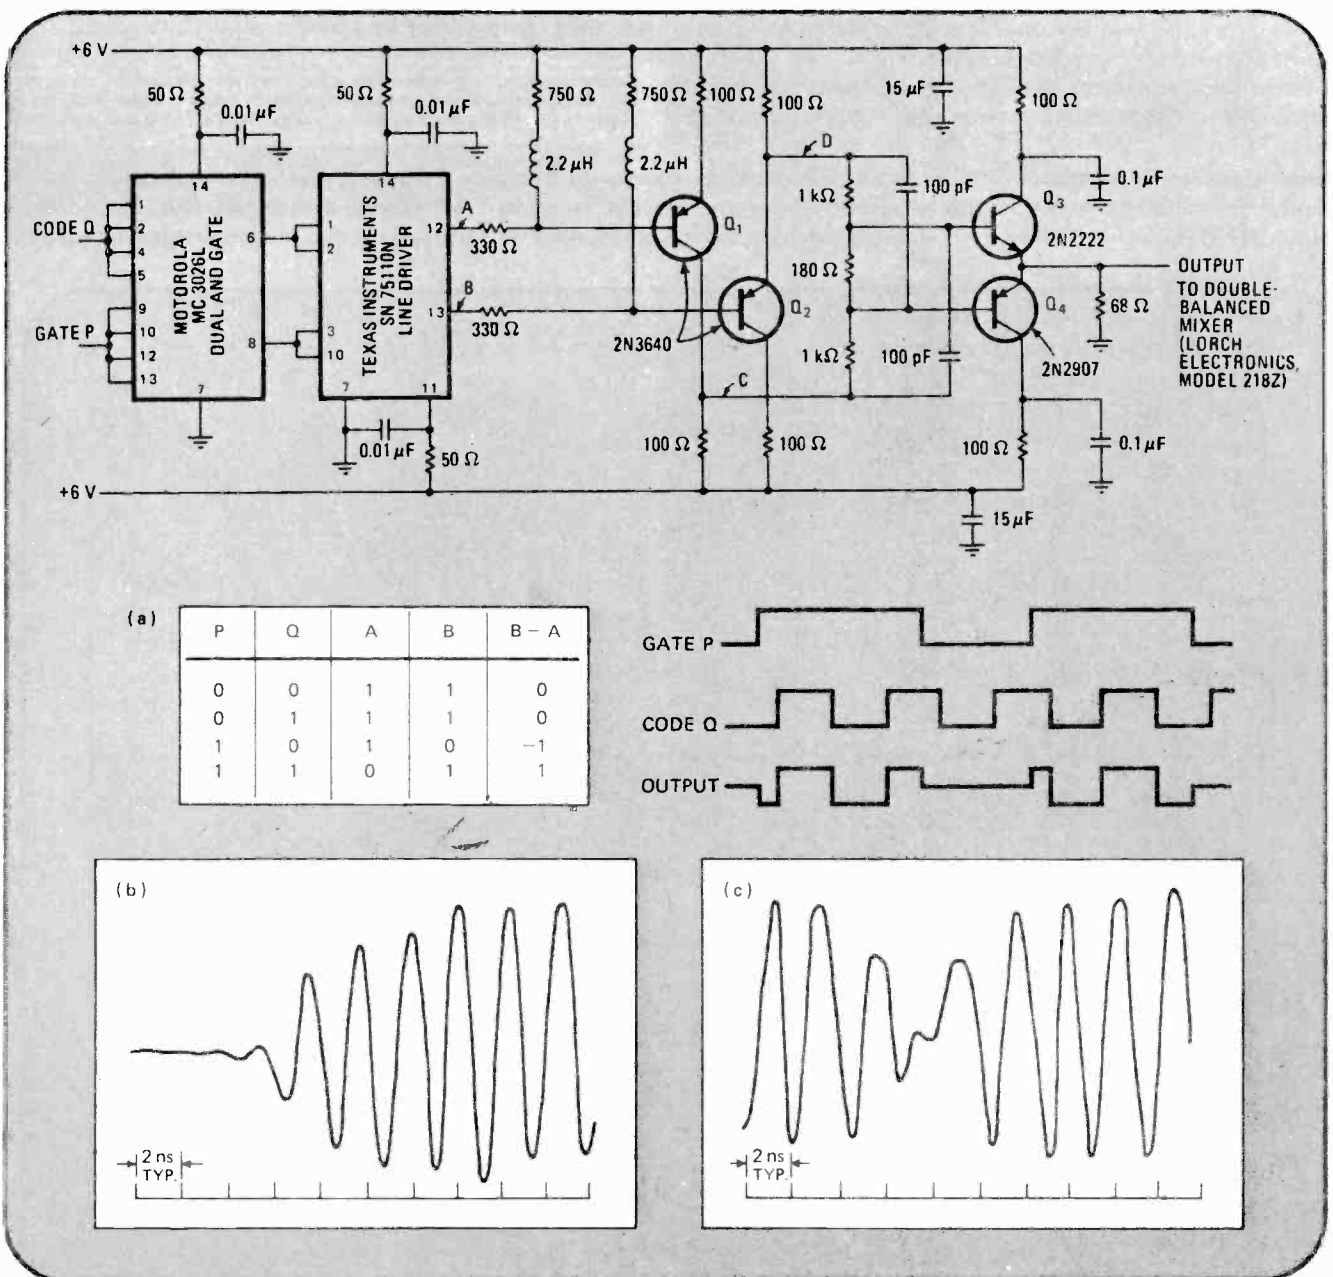 +6 V
50 Ω
0.01 µF
50 Ω
0.01 µF
750 Ω
2.2 µH
750 Ω
2.2 µH
100 Ω
100 Ω
15 µF
100 Ω
D
1 kΩ
100 pF
0.1 µF
14
CODE Q
1
2
4
5
GATE P
9
10
12
13
6
8
7
MOTOROLA
MC 3026L
DUAL AND GATE
14
1
2
3
10
7
11
12
13
TEXAS INSTRUMENTS
SN 75110N
LINE DRIVER
A
330 Ω
B
330 Ω
Q1
Q2
2N3640
180 Ω
1 kΩ
100 pF
C
Q3
2N2222
Q4
2N2907
68 Ω
OUTPUT
TO DOUBLE-
BALANCED
MIXER
(LORCH
ELECTRONICS,
MODEL 218Z)
0.01 µF
50 Ω
100 Ω
100 Ω
100 Ω
0.1 µF
+6 V
15 µF
(a)
P Q A B B – A
0 0 1 1 0
0 1 1 1 0
1 0 1 0 –1
1 1 0 1 1
GATE P
CODE Q
OUTPUT
(b)
2 ns
TYP.
(c)
2 ns
TYP.